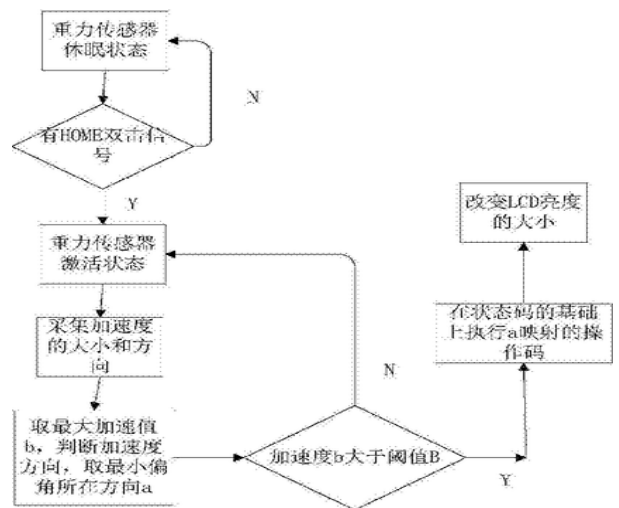 重力传感器
休眠状态
N
有HOME双击信
号
Y
重力传感器
激活状态
采集加速度
的大小和方
向
取最大加速值
b，判断加速度
方向，取最小偏
角所在方向a
加速度b大于阈值B
N
Y
在状态码的基础
上执行a映射的操
作码
改变LCD亮度
的大小